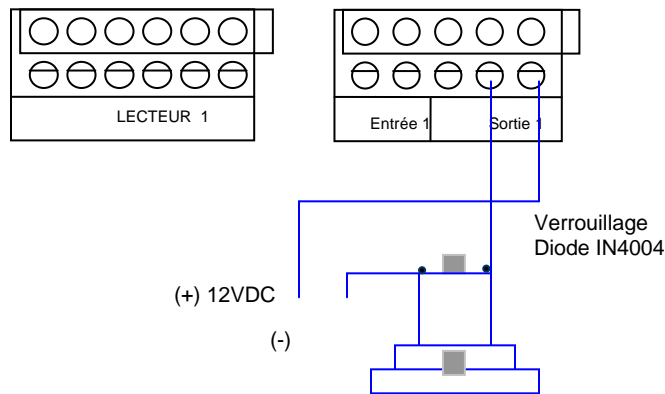 LECTEUR 1
Entrée 1
Sortie 1
Verrouillage
Diode IN4004
(+) 12VDC
(-)